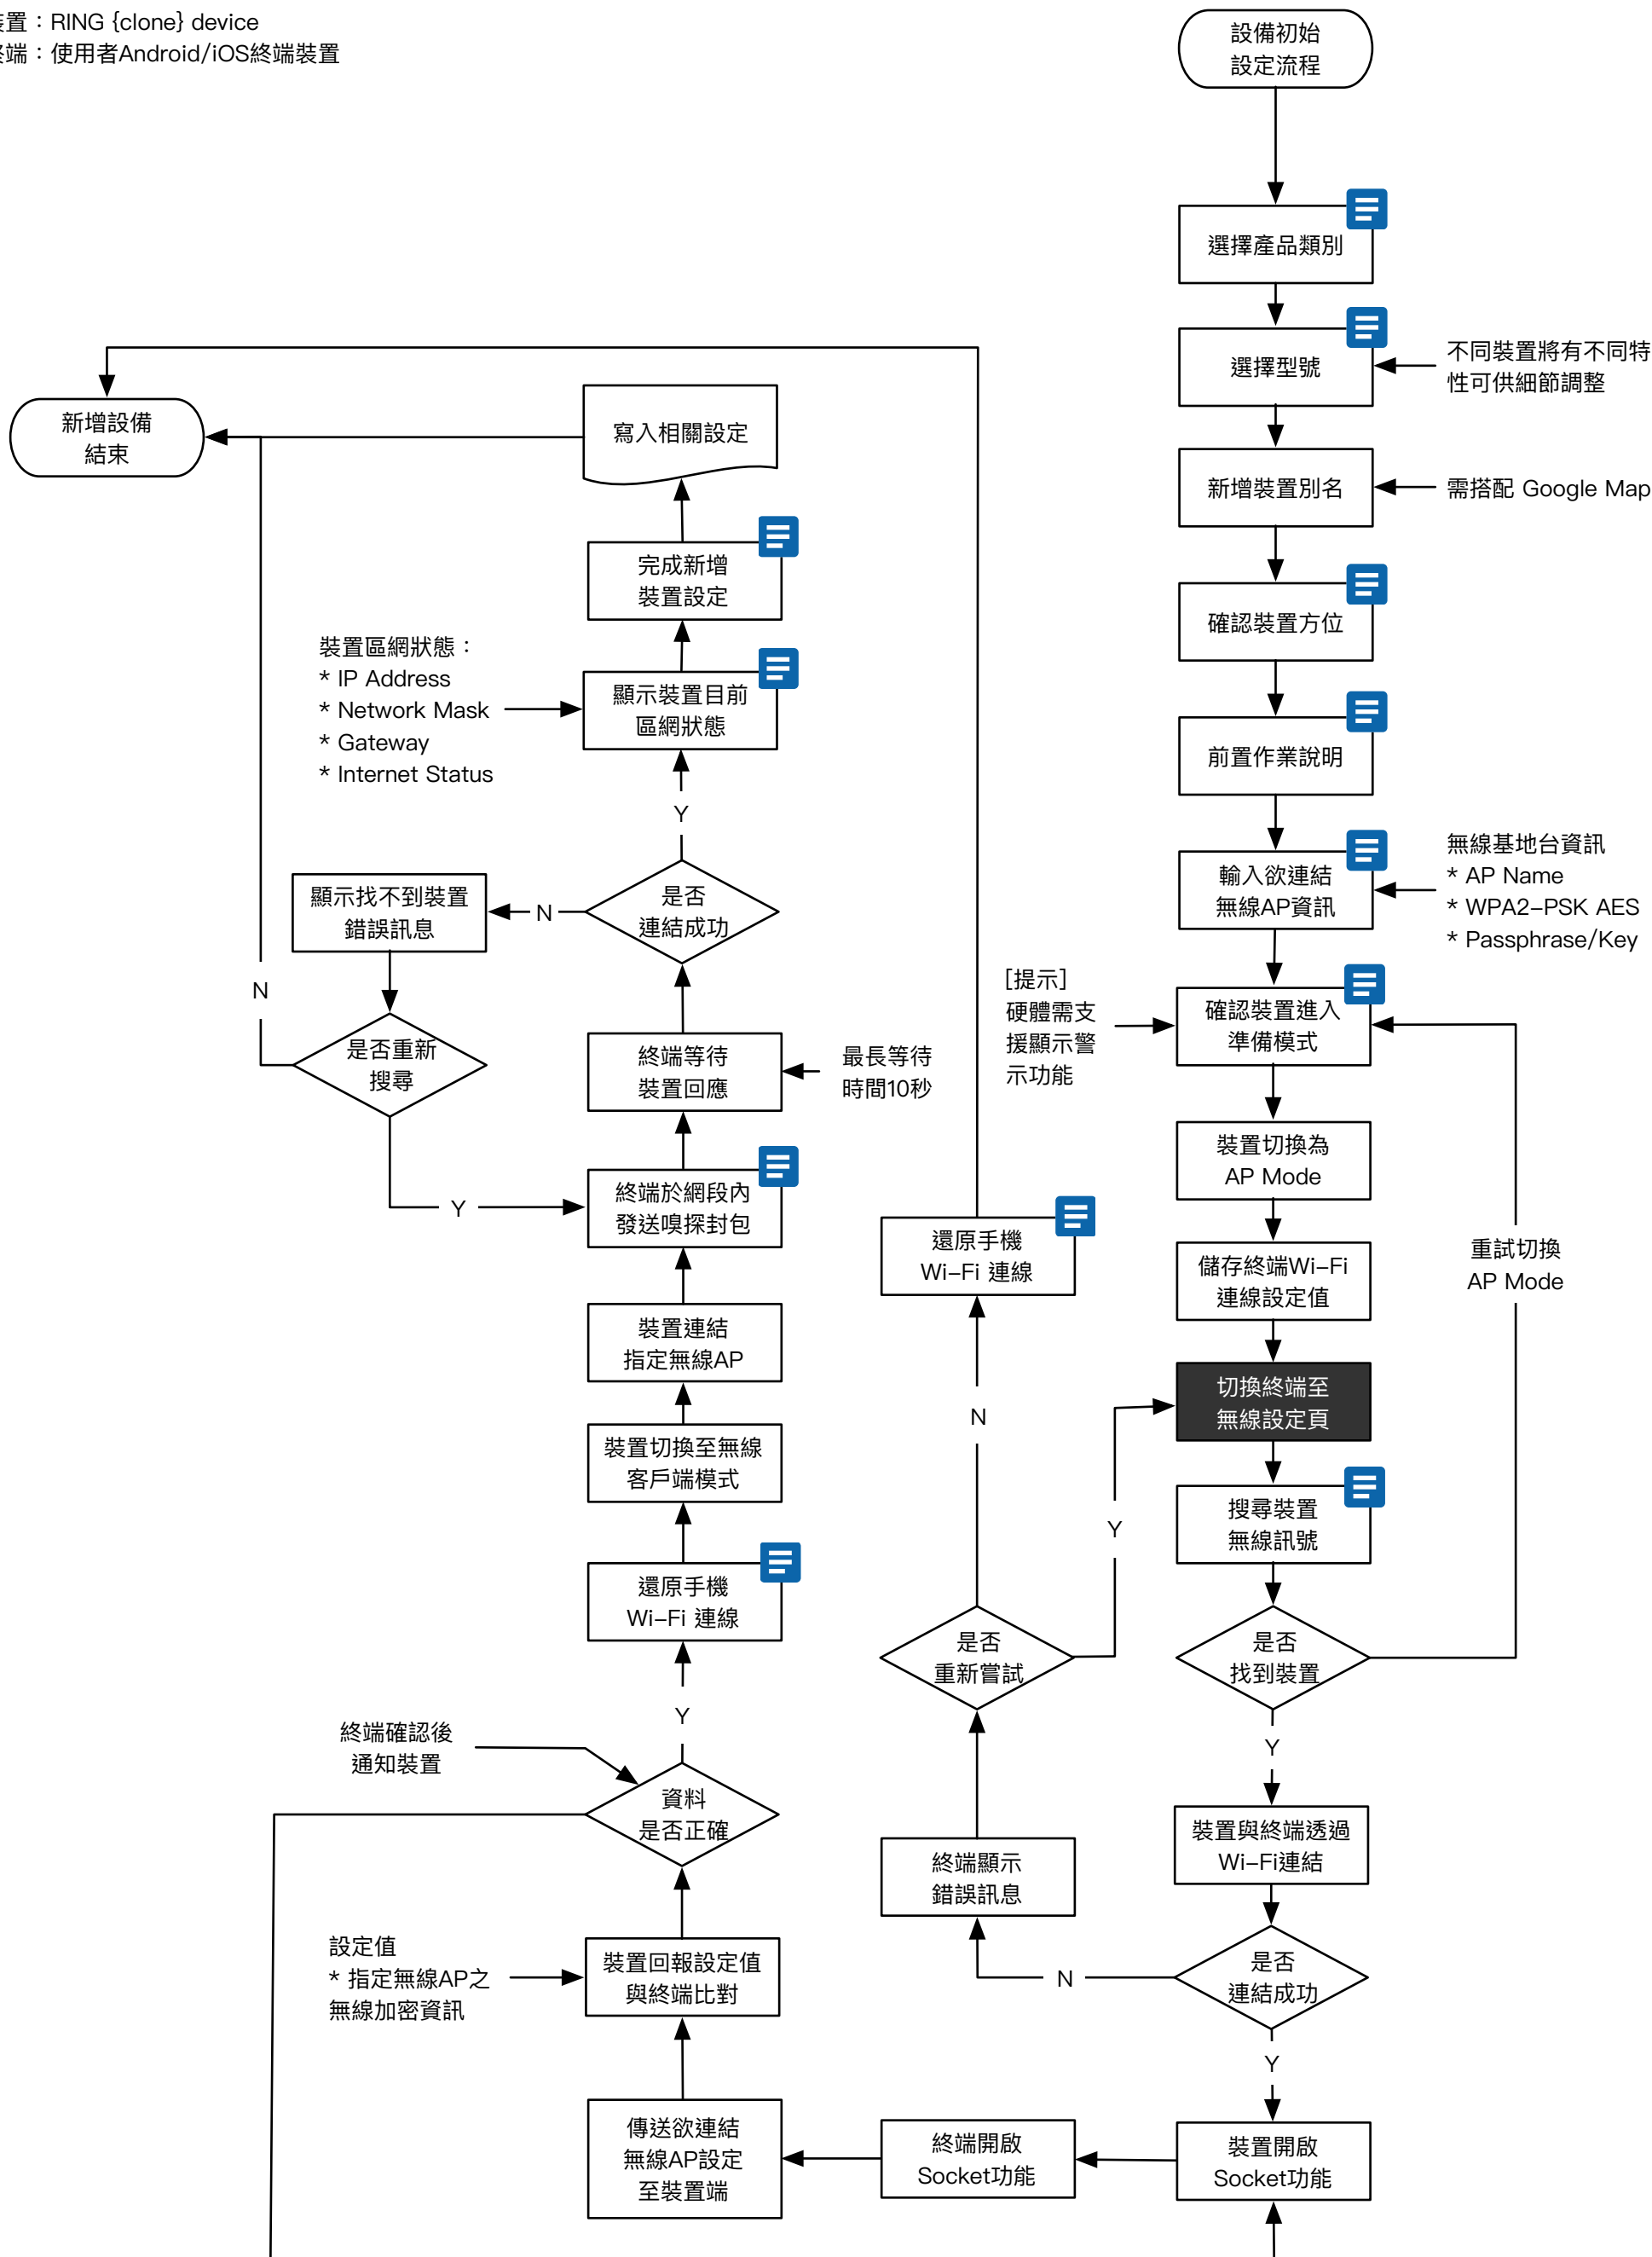 置：RING {clone} device
端：使用者Android/iOS終端裝置
設備初始
設定流程
選擇產品類別
選擇型號
不同裝置將有不同特
性可供細節調整
新增裝置別名
需搭配 Google Map
確認裝置方位
前置作業說明
輸入欲連結
無線AP資訊
無線基地台資訊
* AP Name
* WPA2-PSK AES
* Passphrase/Key
[提示]
硬體需支
援顯示警
示功能
確認裝置進入
準備模式
裝置切換為
AP Mode
儲存終端Wi-Fi
連線設定值
重試切換
AP Mode
切換終端至
無線設定頁
搜尋裝置
無線訊號
是否
找到裝置
Y
裝置與終端透過
Wi-Fi連結
是否
連結成功
N
Y
終端顯示
錯誤訊息
是否
重新嘗試
Y
N
還原手機
Wi-Fi 連線
裝置開啟
Socket功能
終端開啟
Socket功能
傳送欲連結
無線AP設定
至裝置端
裝置回報設定值
與終端比對
設定值
* 指定無線AP之
無線加密資訊
資料
是否正確
終端確認後
通知裝置
Y
還原手機
Wi-Fi 連線
裝置切換至無線
客戶端模式
裝置連結
指定無線AP
終端於網段內
發送嗅探封包
終端等待
裝置回應
最長等待
時間10秒
是否
連結成功
N
顯示找不到裝置
錯誤訊息
是否重新
搜尋
Y
N
Y
顯示裝置目前
區網狀態
裝置區網狀態：
* IP Address
* Network Mask
* Gateway
* Internet Status
完成新增
裝置設定
寫入相關設定
新增設備
結束